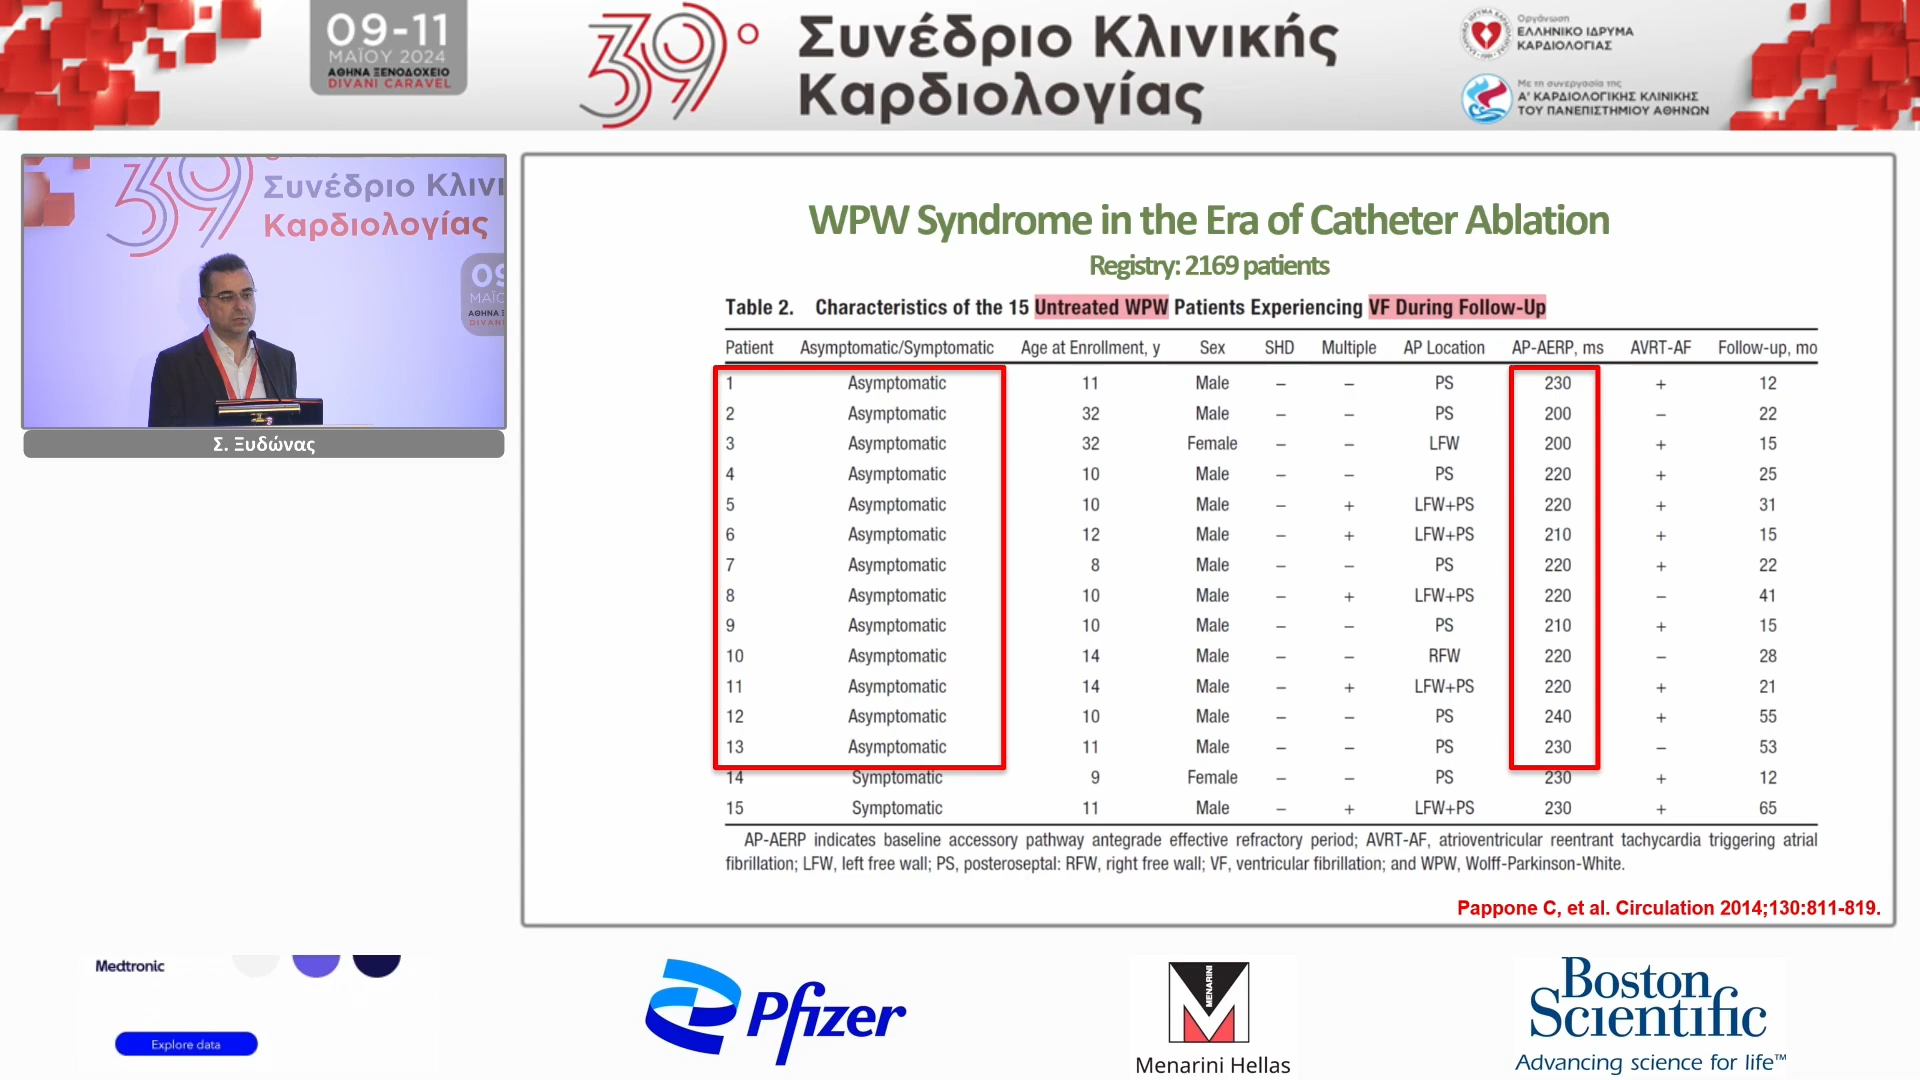 09-11
ΜΑΪΟΥ 2024
ΑΘΗΝΑ ΞΕΝΟΔΟΧΕΙΟ
DIVANI CARAVEL
39°
Συνέδριο Κλινικής
Καρδιολογίας
Οργάνωση
ΕΛΛΗΝΙΚΟ ΙΔΡΥΜΑ
ΚΑΡΔΙΟΛΟΓΙΑΣ
Με τη συνεργασία της
Α' ΚΑΡΔΙΟΛΟΓΙΚΗΣ ΚΛΙΝΙΚΗΣ
ΤΟΥ ΠΑΝΕΠΙΣΤΗΜΙΟΥ ΑΘΗΝΩΝ
39
Συνέδριο Κλινι
Καρδιολογίας
09
ΜΑΪΟ
ΑΘΗΝΑ Ξ
DIVANI
Σ. Ξυδώνας
WPW Syndrome in the Era of Catheter Ablation
Registry: 2169 patients
Table 2. Characteristics of the 15 Untreated WPW Patients Experiencing VF During Follow-Up
Patient Asymptomatic/Symptomatic Age at Enrollment, y Sex SHD Multiple AP Location AP-AERP, ms AVRT-AF Follow-up, mo
1 Asymptomatic 11 Male – – PS 230 + 12
2 Asymptomatic 32 Male – – PS 200 – 22
3 Asymptomatic 32 Female – – LFW 200 + 15
4 Asymptomatic 10 Male – – PS 220 + 25
5 Asymptomatic 10 Male – + LFW+PS 220 + 31
6 Asymptomatic 12 Male – + LFW+PS 210 + 15
7 Asymptomatic 8 Male – – PS 220 + 22
8 Asymptomatic 10 Male – + LFW+PS 220 – 41
9 Asymptomatic 10 Male – – PS 210 + 15
10 Asymptomatic 14 Male – – RFW 220 – 28
11 Asymptomatic 14 Male – + LFW+PS 220 + 21
12 Asymptomatic 10 Male – – PS 240 + 55
13 Asymptomatic 11 Male – – PS 230 – 53
14 Symptomatic 9 Female – – PS 230 + 12
15 Symptomatic 11 Male – + LFW+PS 230 + 65
AP-AERP indicates baseline accessory pathway antegrade effective refractory period; AVRT-AF, atrioventricular reentrant tachycardia triggering atrial
fibrillation; LFW, left free wall; PS, posteroseptal: RFW, right free wall; VF, ventricular fibrillation; and WPW, Wolff-Parkinson-White.
Pappone C, et al. Circulation 2014;130:811-819.
Medtronic
Explore data
Pfizer
MENARINI
Menarini Hellas
Boston
Scientific
Advancing science for life™